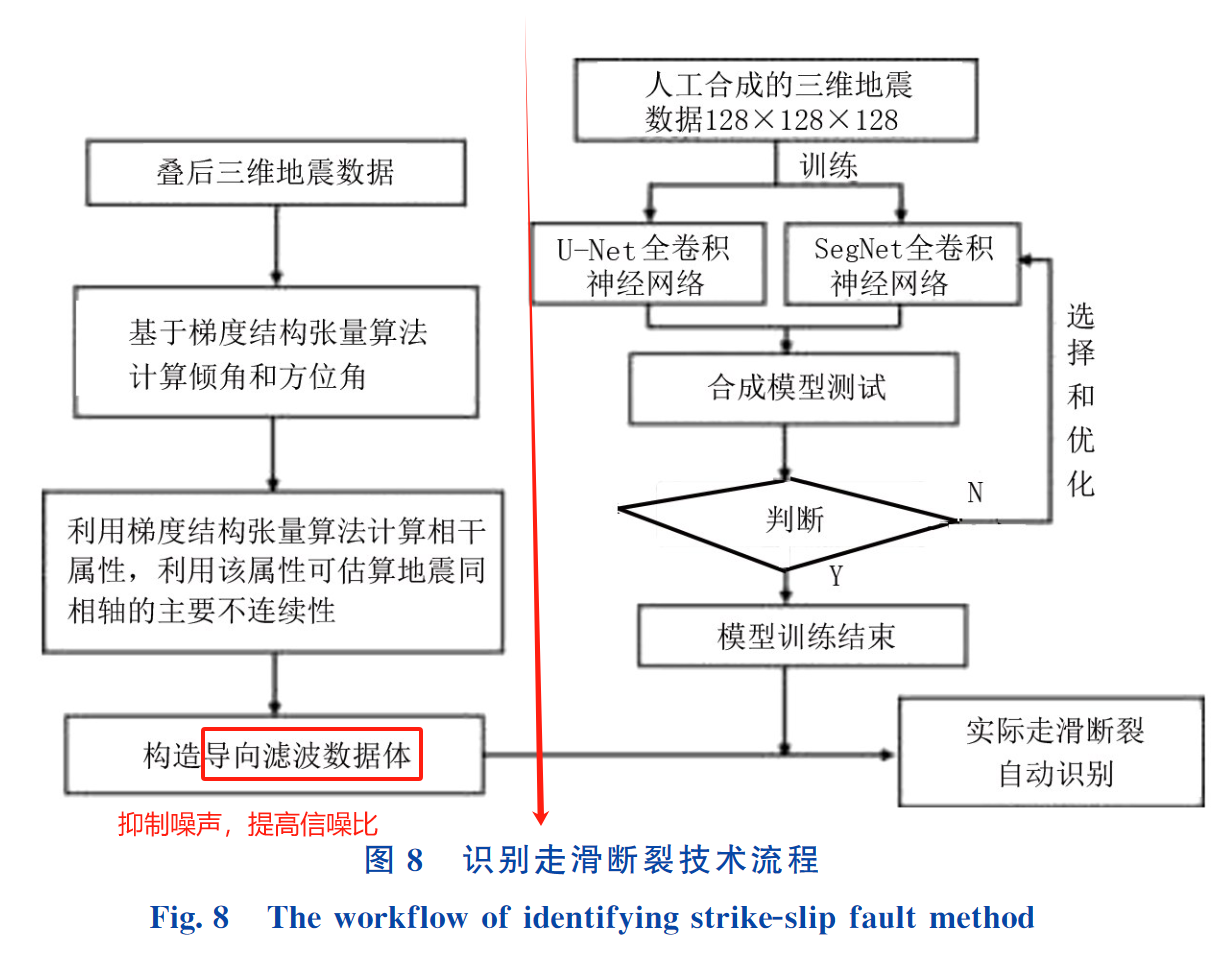 叠后三维地震数据
基于梯度结构张量算法
计算倾角和方位角
利用梯度结构张量算法计算相干
属性，利用该属性可估算地震同
相轴的主要不连续性
构造导向滤波数据体
抑制噪声，提高信噪比
人工合成的三维地震
数据128×128×128
训练
U-Net全卷积
神经网络
SegNet全卷积
神经网络
选
择
和
优
化
合成模型测试
判断
N
Y
模型训练结束
实际走滑断裂
自动识别
图 8 识别走滑断裂技术流程
Fig. 8 The workflow of identifying strike-slip fault method